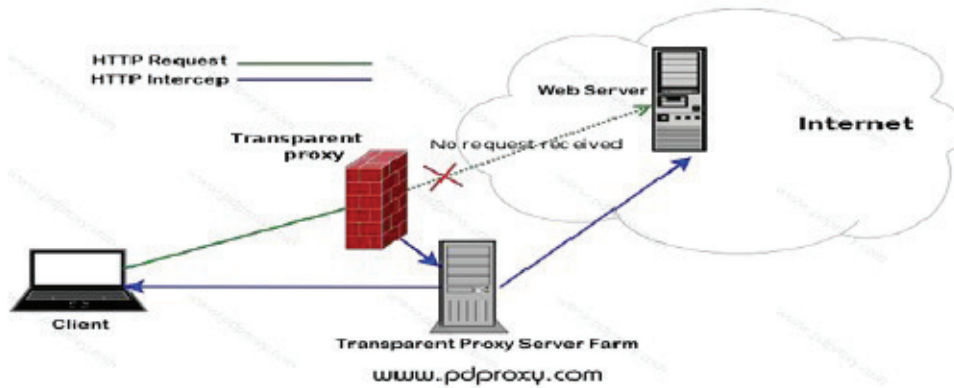 HTTP Request
HTTP Intercep
Web Server
Internet
Transparent
proxy
No request received
Client
Transparent Proxy Server Farm
www.pdproxy.com